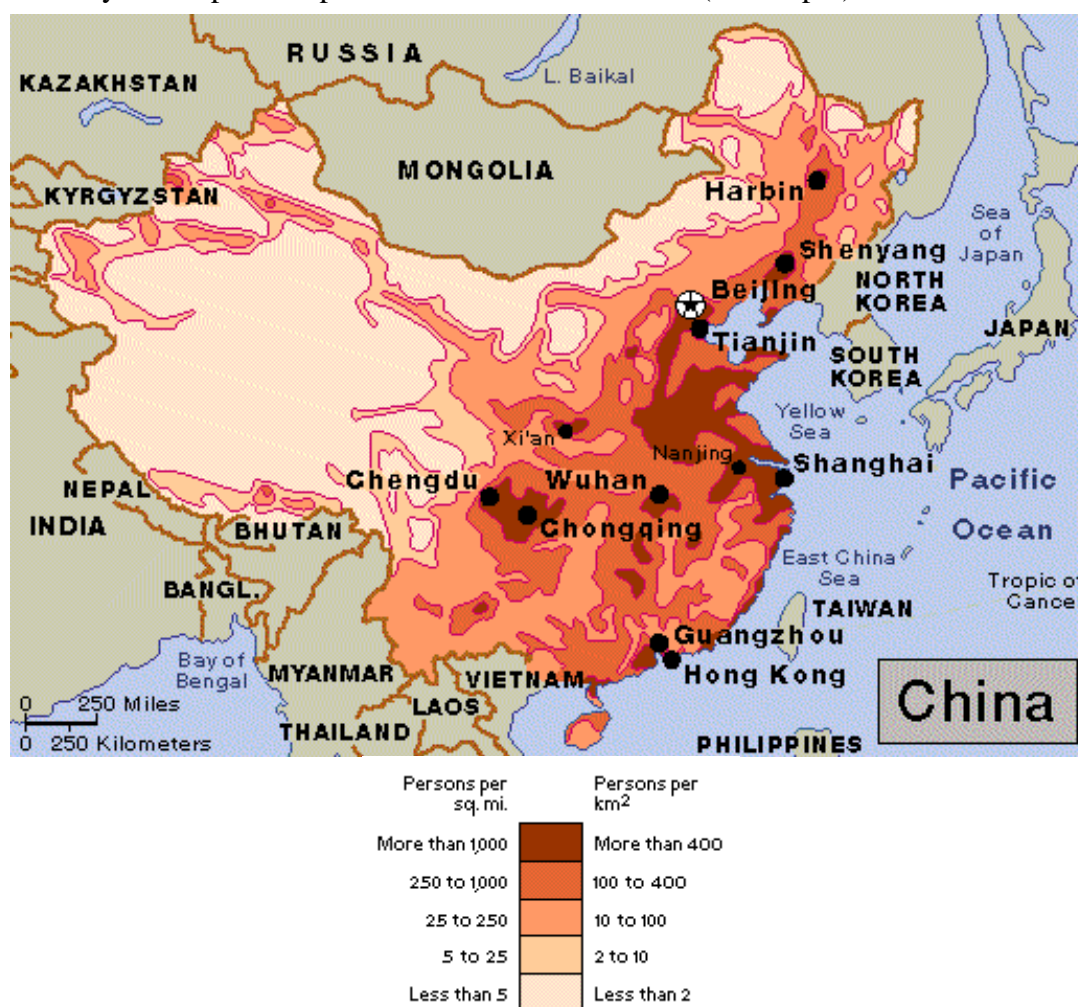 RUSSIA
L. Baikal
KAZAKHSTAN
MONGOLIA
KYRGYZSTAN
Harbin
Sea
of
Japan
Shenyang
NORTH
KOREA
Beijing
JAPAN
Tianjin
SOUTH
KOREA
Yellow
Sea
Xi'an
Nanjing
Shanghai
Chengdu
Wuhan
Pacific
Ocean
NEPAL
INDIA
BHUTAN
Chongqing
East China
Sea
BANGL.
TAIWAN
Tropic of
Cance
Guangzhou
Bay of
Bengal
MYANMAR
VIETNAM
Hong Kong
LAOS
China
0 250 Miles
0 250 Kilometers
THAILAND
PHILIPPINES
Persons per
sq. mi.
Persons per
km2
More than 1,000
More than 400
250 to 1,000
100 to 400
25 to 250
10 to 100
5 to 25
2 to 10
Less than 5
Less than 2